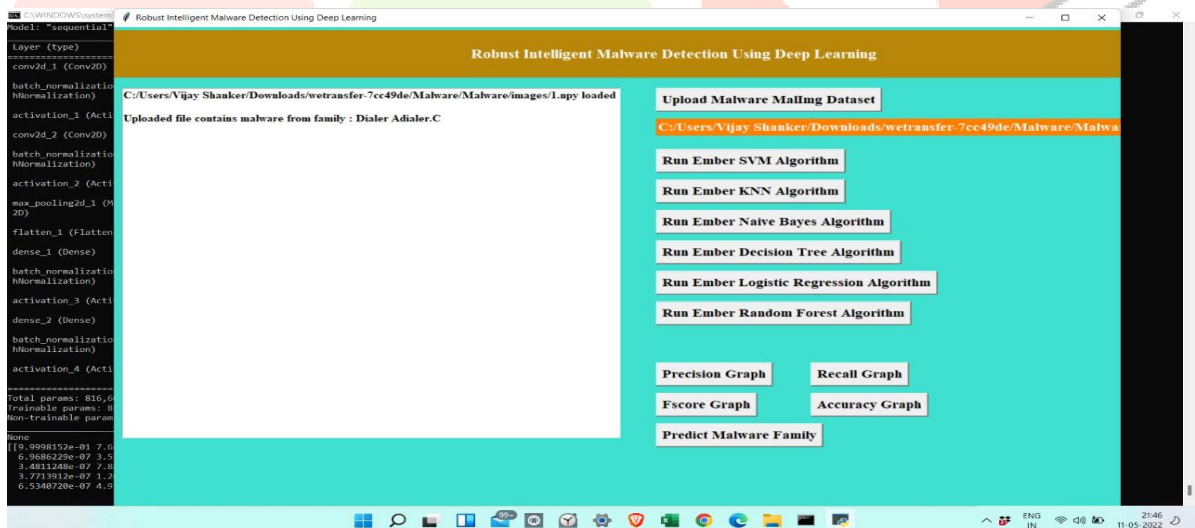 C:\WINDOWS\system
Robust Intelligent Malware Detection Using Deep Learning
Model: "sequential"
Layer (type)
conv2d_1 (Conv2D)
batch_normalizatio
hNormalization)
activation_1 (Acti
conv2d_2 (Conv2D)
batch_normalizatio
hNormalization)
activation_2 (Acti
max_pooling2d_1 (M
2D)
flatten_1 (Flatten
dense_1 (Dense)
batch_normalizatio
hNormalization)
activation_3 (Acti
dense_2 (Dense)
batch_normalizatio
hNormalization)
activation_4 (Acti
Total params: 816,6
Trainable params: 8
Non-trainable param
None
[[9.9998152e-01 7.6
6.9686229e-07 3.5
3.4811248e-07 7.8
3.7713912e-07 1.2
6.5340720e-07 4.9
Robust Intelligent Malware Detection Using Deep Learning
C:/Users/Vijay Shanker/Downloads/wetransfer-7cc49de/Malware/Malware/images/1.npy loaded
Uploaded file contains malware from family : Dialer Adialer.C
Upload Malware MalImg Dataset
C:/Users/Vijay Shanker/Downloads/wetransfer-7cc49de/Malware/Malwa
Run Ember SVM Algorithm
Run Ember KNN Algorithm
Run Ember Naive Bayes Algorithm
Run Ember Decision Tree Algorithm
Run Ember Logistic Regression Algorithm
Run Ember Random Forest Algorithm
Precision Graph
Recall Graph
Fscore Graph
Accuracy Graph
Predict Malware Family
99+
ENG
IN
21:46
11-05-2022